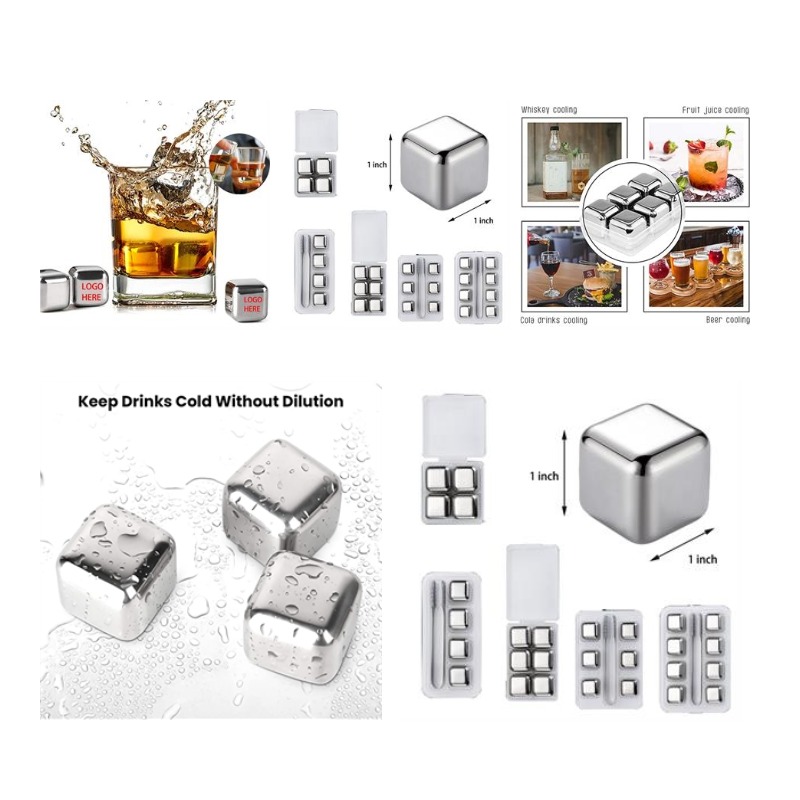 Whiskey cooling
Fruit juice cooling
1 inch
1 inch
LOGO
HERE
LOGO
HERE
Cola drinks cooling
Beer cooling
Keep Drinks Cold Without Dilution
1 inch
1 inch